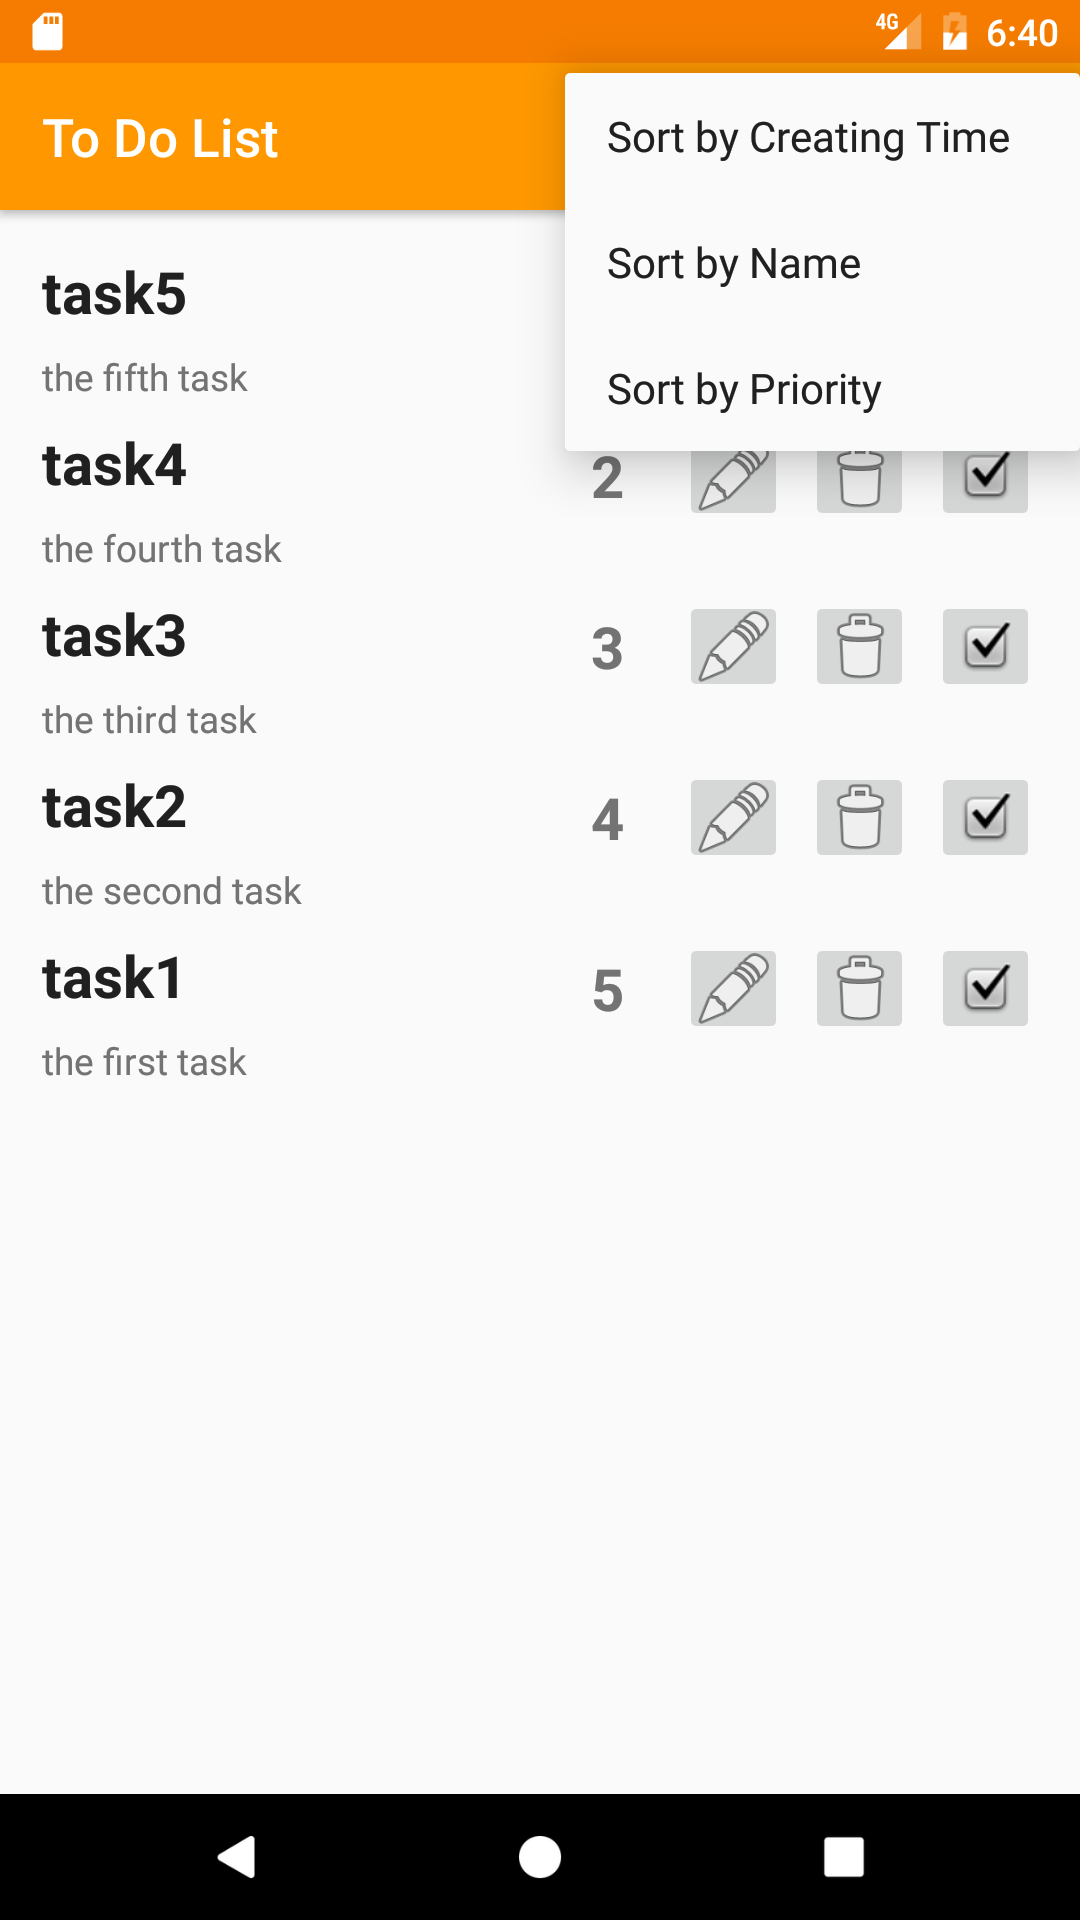 4G 6:40
To Do List
Sort by Creating Time
Sort by Name
Sort by Priority
task5
the fifth task
task4 2
the fourth task
task3 3
the third task
task2 4
the second task
task1 5
the first task